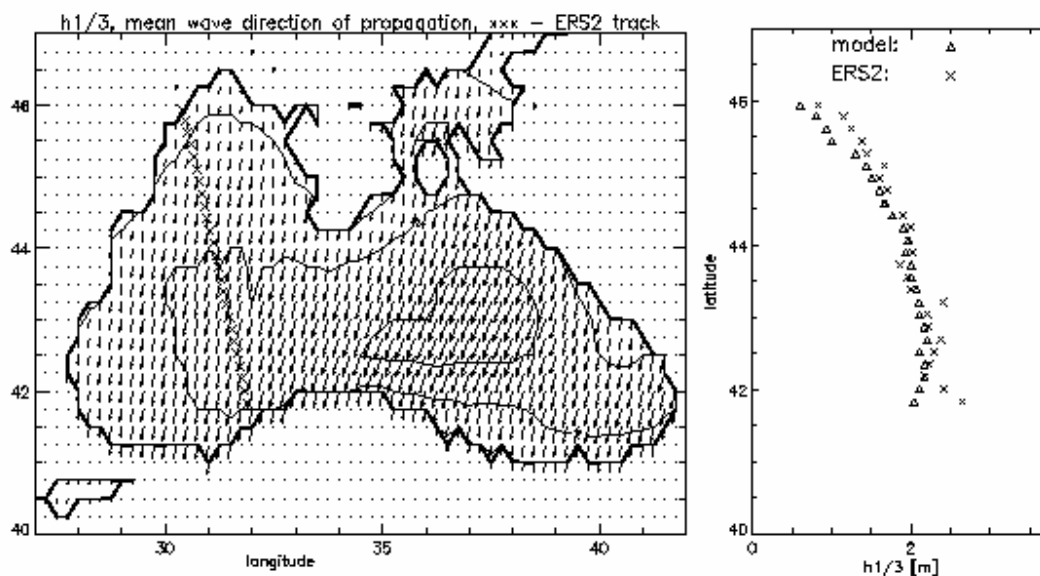 h1/3, mean wave direction of propagation, *** – ERS2 track
46
44
42
40
30
35
40
longitude
model:
ERS2:
46
44
latitude
42
40
0
2
h1/3 [m]